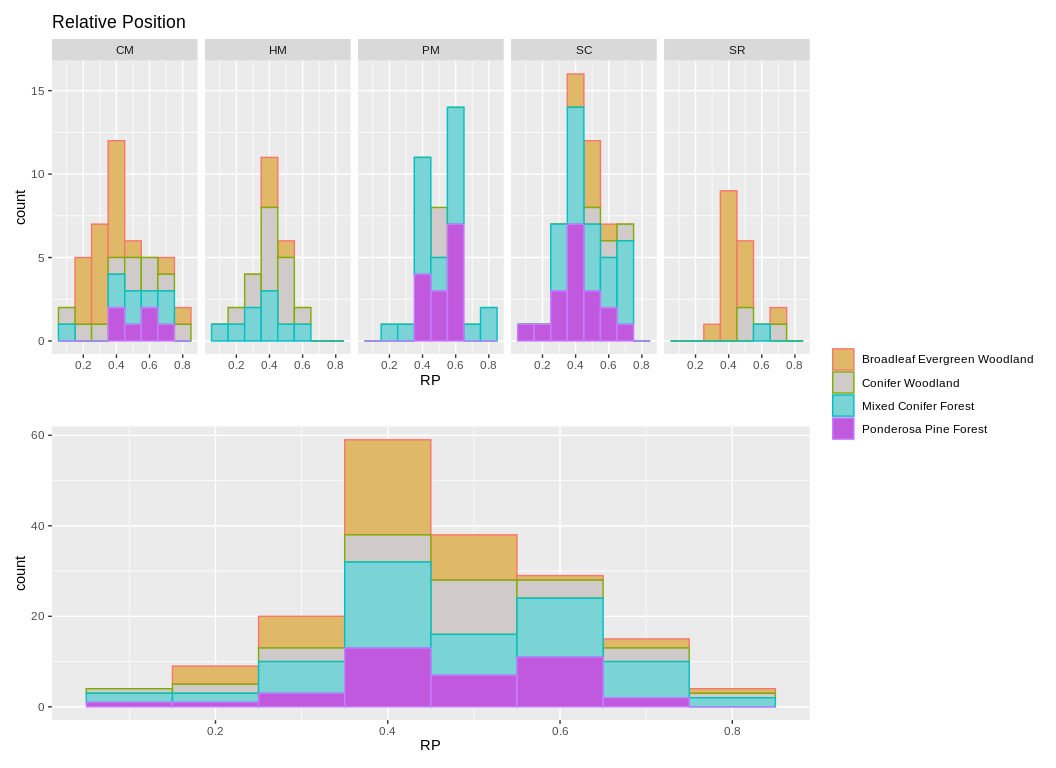 Relative Position
CM HM PM SC SR
15
10
5
0
count
0.2 0.4 0.6 0.8 0.2 0.4 0.6 0.8 0.2 0.4 0.6 0.8 0.2 0.4 0.6 0.8 0.2 0.4 0.6 0.8
RP
Broadleaf Evergreen Woodland
Conifer Woodland
Mixed Conifer Forest
Ponderosa Pine Forest
60
40
20
0
count
0.2 0.4 0.6 0.8
RP